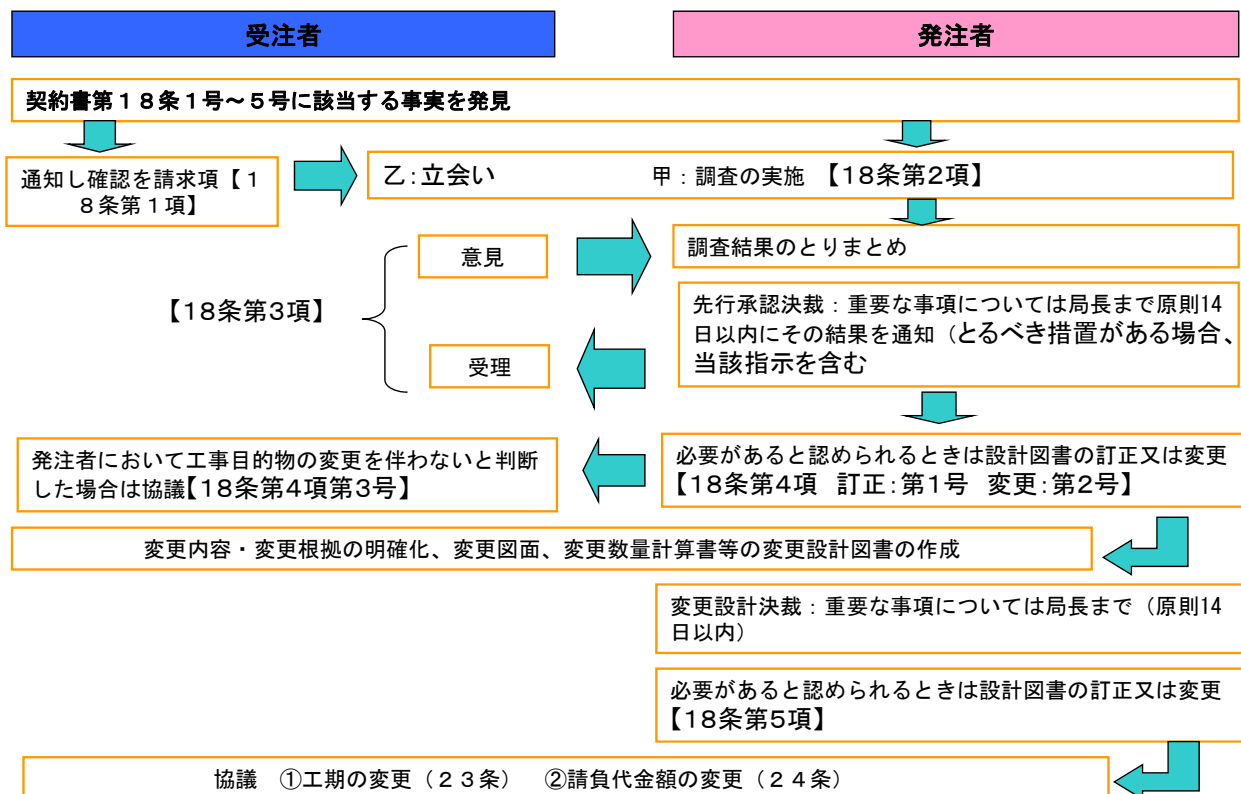 受注者
発注者
契約書第１８条１号～５号に該当する事実を発見
通知し確認を請求項【１
８条第１項】
乙：立会い　　　　　　甲：調査の実施　【18条第２項】
意見
調査結果のとりまとめ
【18条第３項】
先行承認決裁：重要な事項については局長まで原則14
日以内にその結果を通知（とるべき措置がある場合、
当該指示を含む
受理
発注者において工事目的物の変更を伴わないと判断
した場合は協議【18条第４項第３号】
必要があると認められるときは設計図書の訂正又は変更
【18条第４項　訂正：第１号　変更：第２号】
変更内容・変更根拠の明確化、変更図面、変更数量計算書等の変更設計図書の作成
変更設計決裁：重要な事項については局長まで（原則14
日以内）
必要があると認められるときは設計図書の訂正又は変更
【18条第５項】
協議　①工期の変更（２３条）　②請負代金額の変更（２４条）